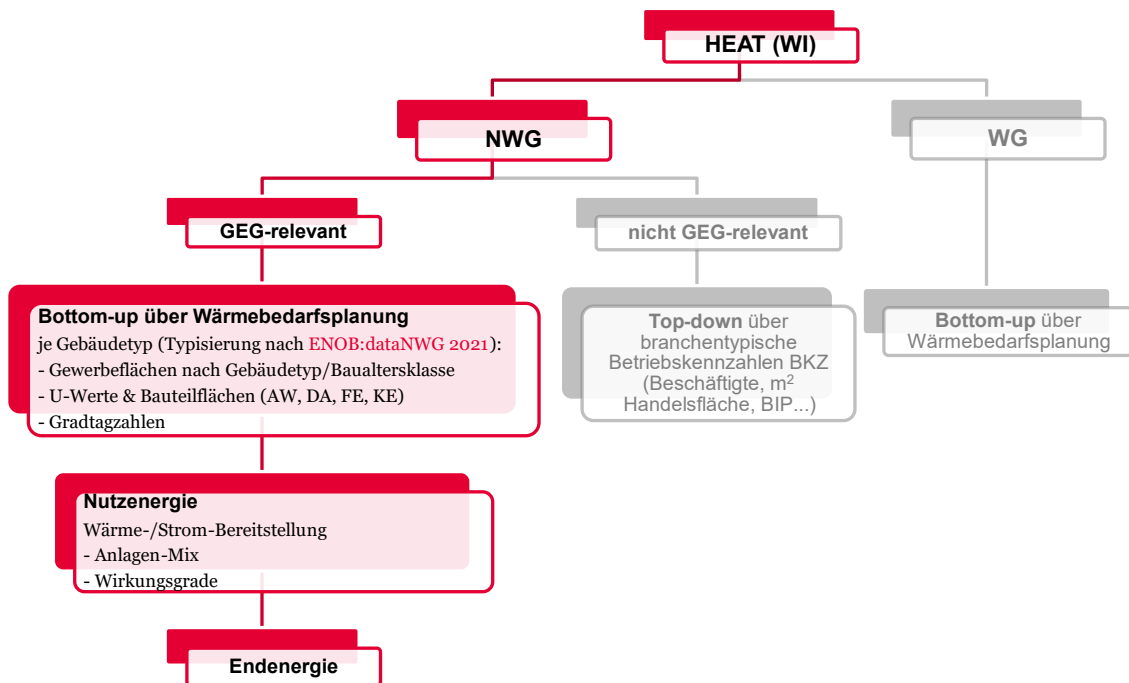 HEAT (WI)
NWG
WG
GEG-relevant
nicht GEG-relevant
Bottom-up über Wärmebedarfsplanung
je Gebäudetyp (Typisierung nach ENOB:dataNWG 2021):
- Gewerbeflächen nach Gebäudetyp/Baualtersklasse
- U-Werte & Bauteilflächen (AW, DA, FE, KE)
- Gradtagzahlen
Top-down über
branchentypische
Betriebskennzahlen BKZ
(Beschäftigte, m²
Handelsfläche, BIP...)
Bottom-up über
Wärmebedarfsplanung
Nutzenergie
Wärme-/Strom-Bereitstellung
- Anlagen-Mix
- Wirkungsgrade
Endenergie